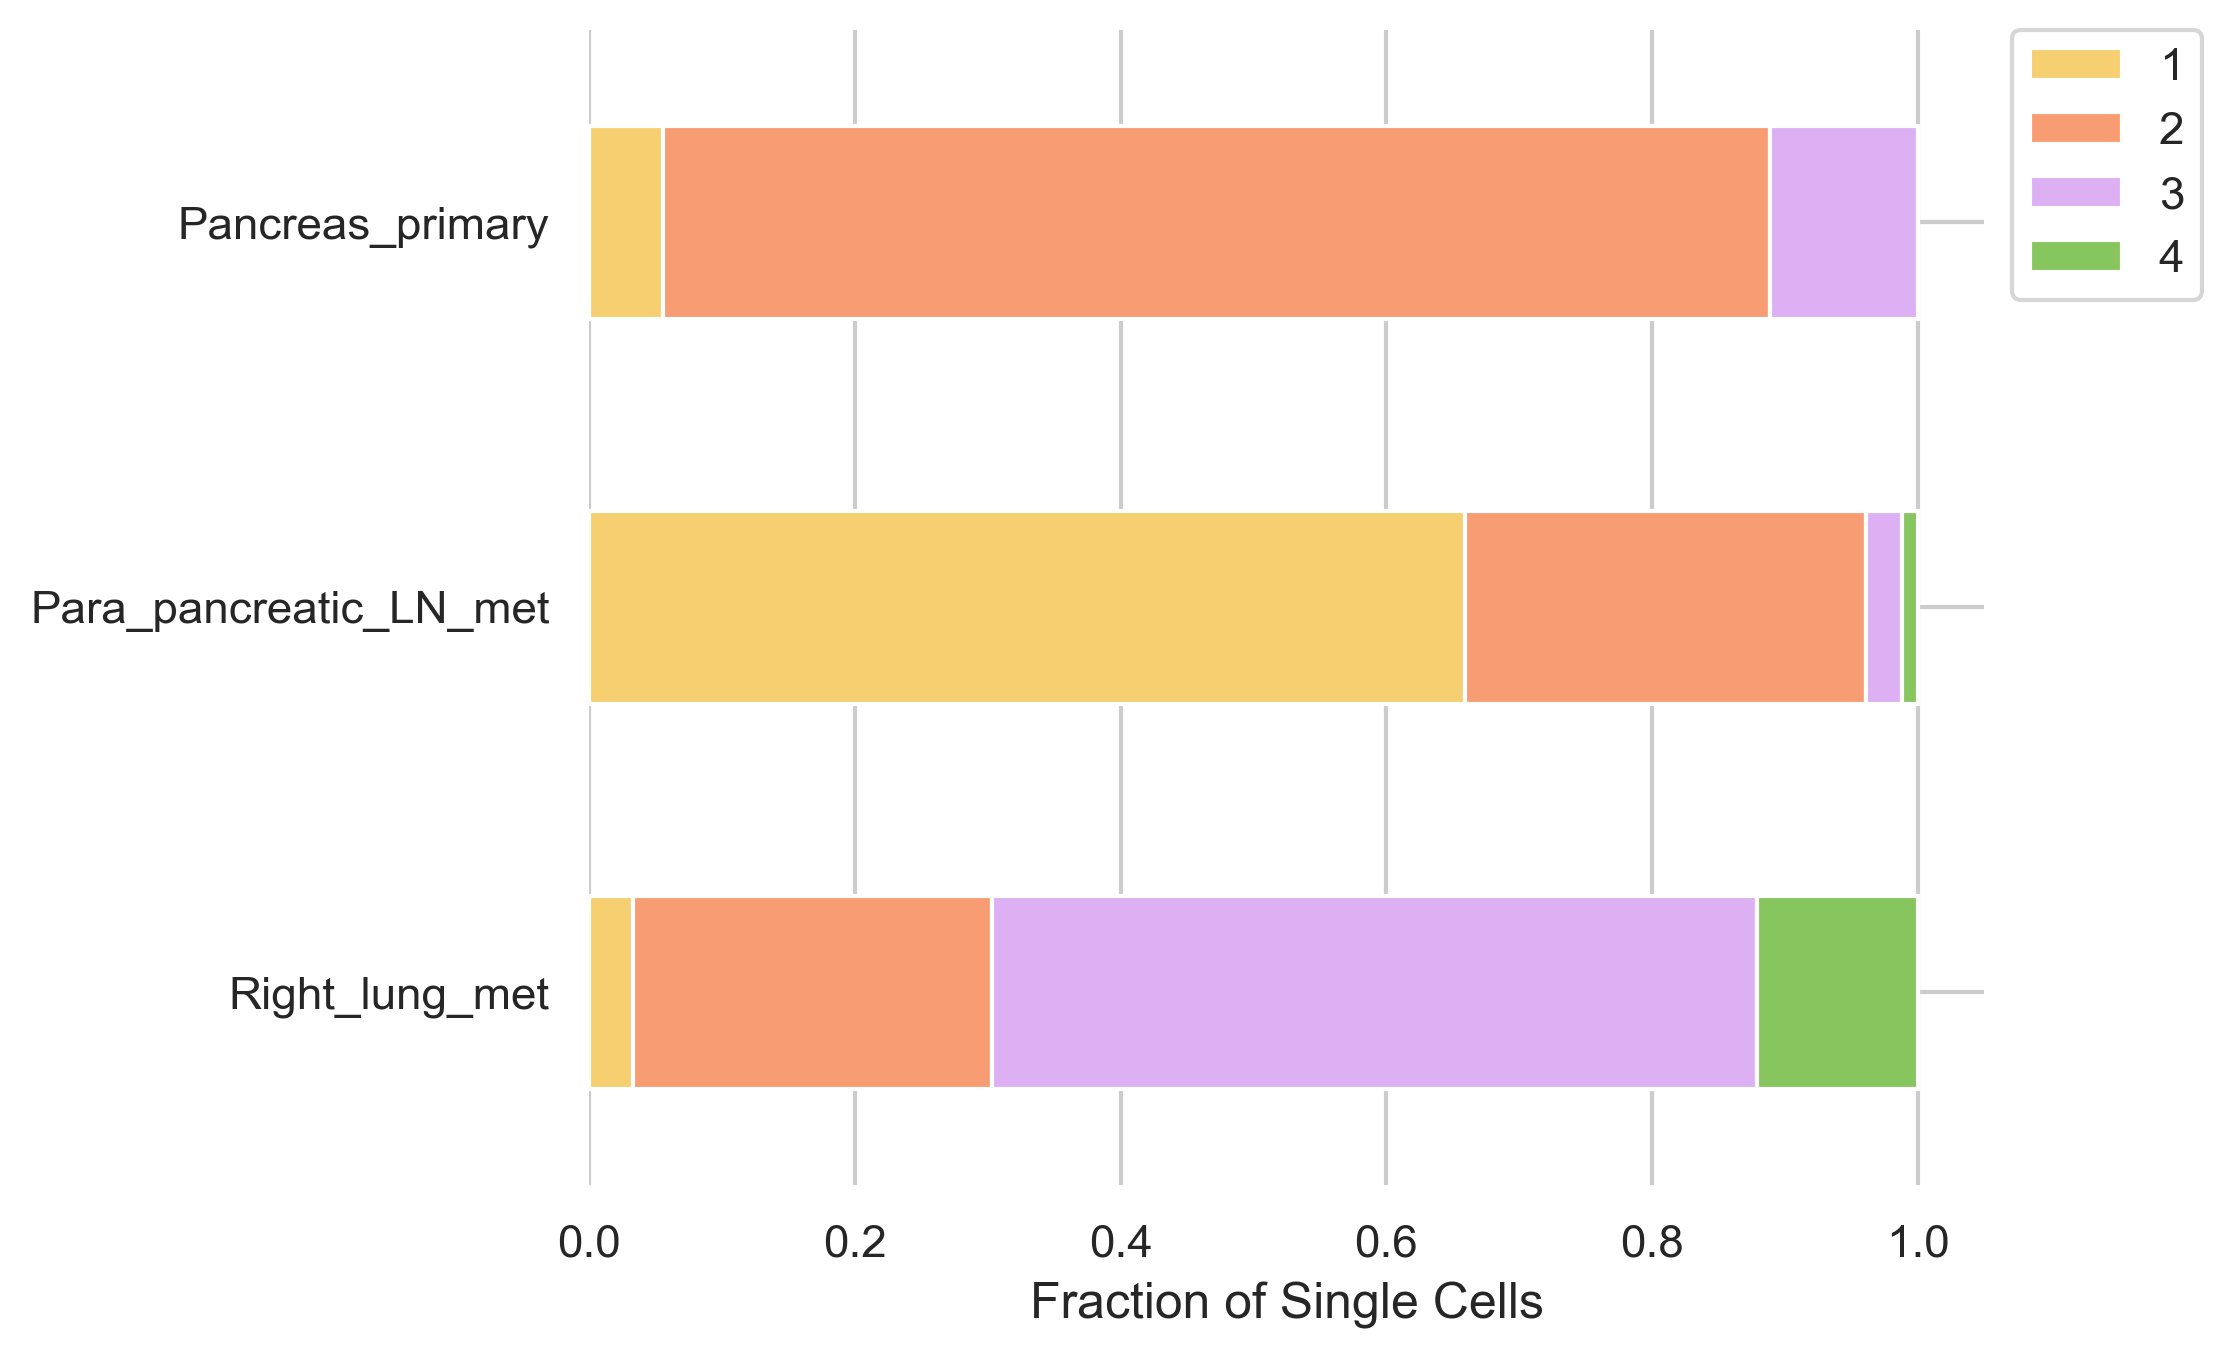 1
2
3
4
Pancreas_primary
Para_pancreatic_LN_met
Right_lung_met
0.0 0.2 0.4 0.6 0.8 1.0
Fraction of Single Cells